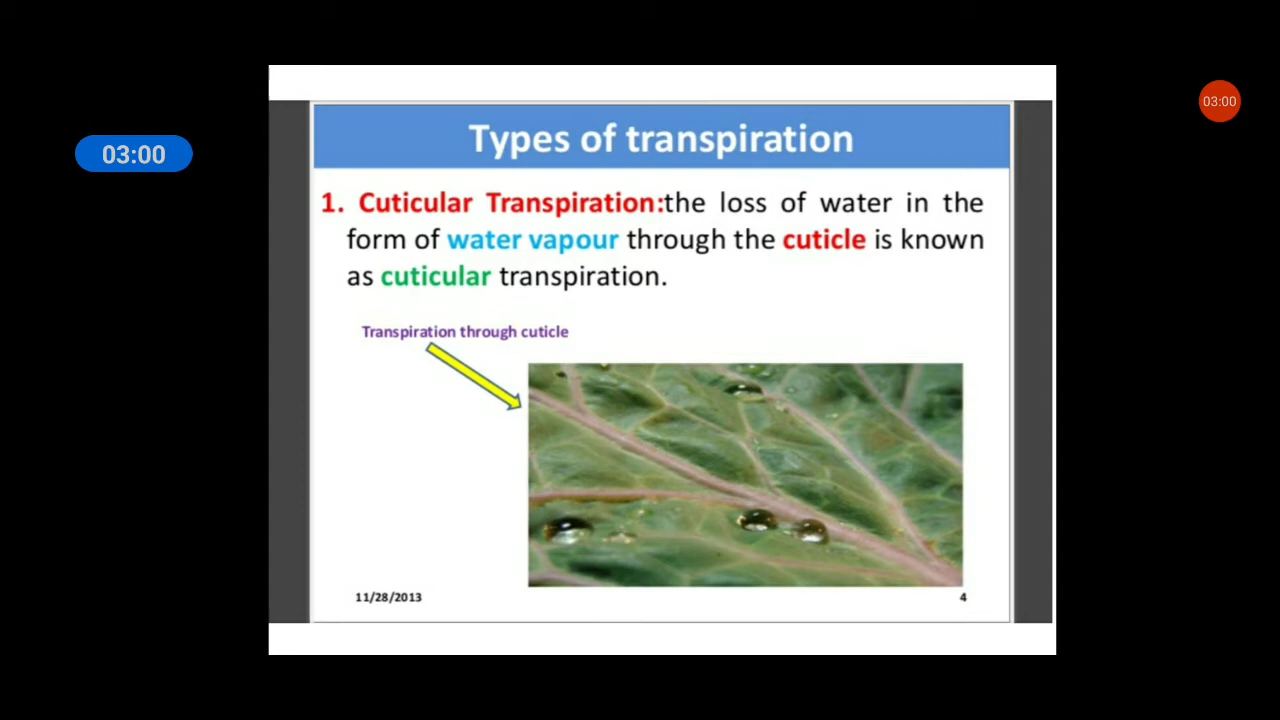 Types of transpiration
03:00
03:00
1. Cuticular Transpiration:the loss of water in the
form of water vapour through the cuticle is known
as cuticular transpiration.
Transpiration through cuticle
11/28/2013
4